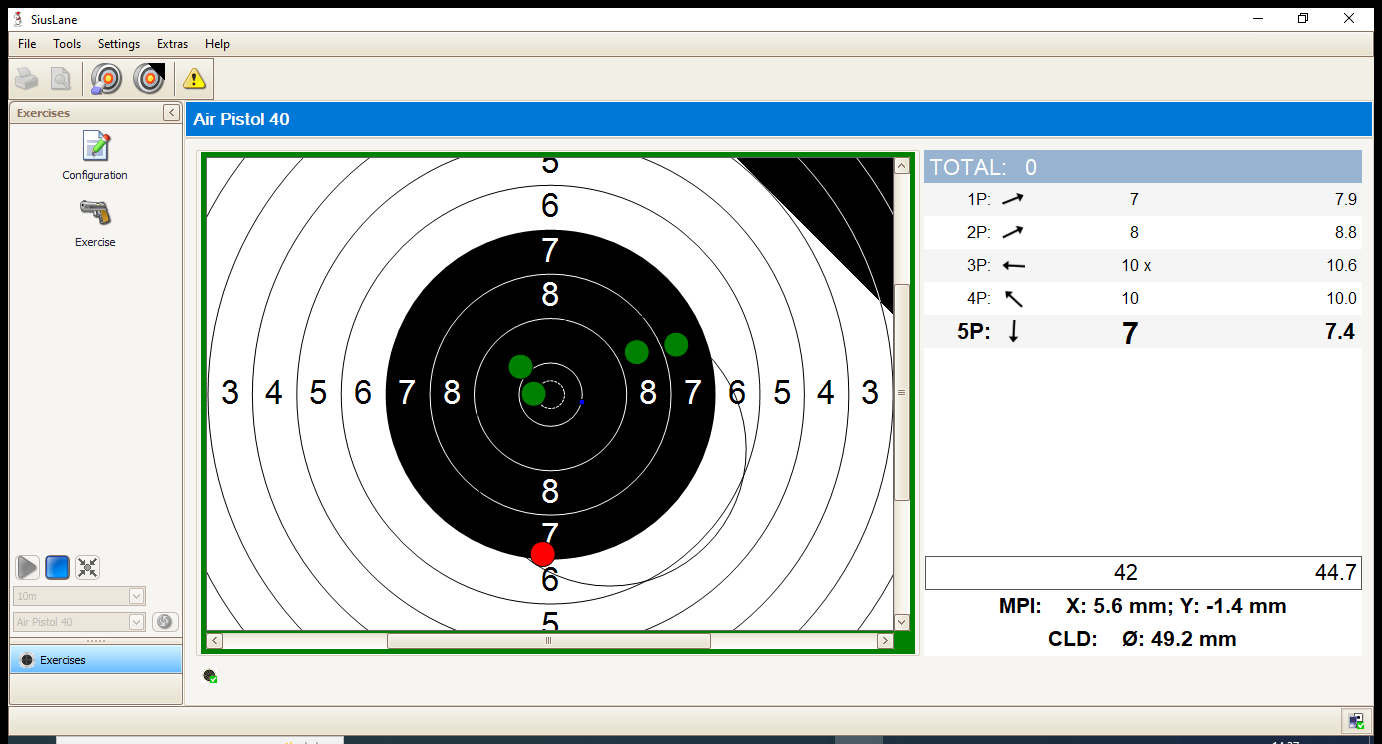 SiusLane
File Tools Settings Extras Help
Exercises
Configuration
Exercise
10m
Air Pistol 40
Exercises
Air Pistol 40
5
6
7
8
3 4 5 6 7 8 8 7 6 5 4 3
8
7
6
5
TOTAL: 0
1P: 7 7.9
2P: 8 8.8
3P: 10 x 10.6
4P: 10 10.0
5P: 7 7.4
42 44.7
MPI: X: 5.6 mm; Y: -1.4 mm
CLD: Ø: 49.2 mm